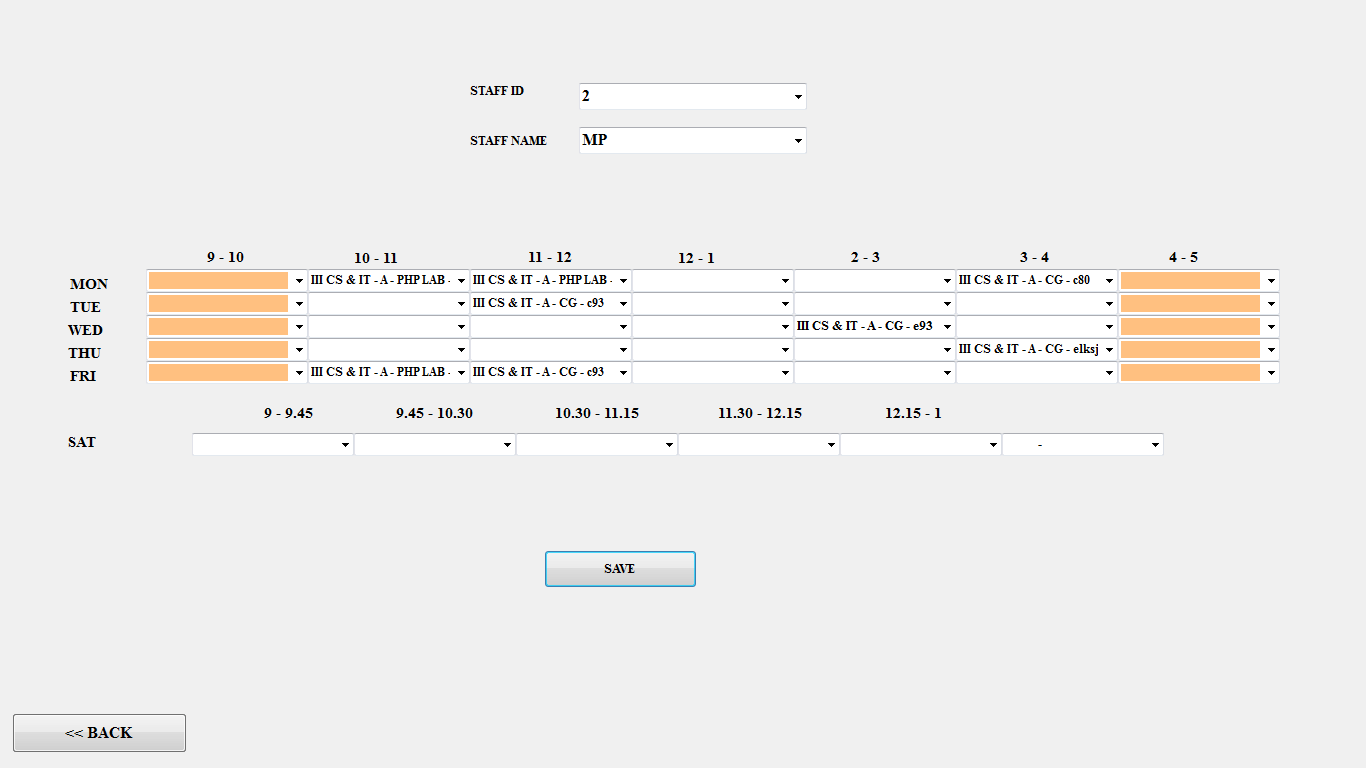 STAFF ID 2
STAFF NAME MP
9 - 10 10 - 11 11 - 12 12 - 1 2 - 3 3 - 4 4 - 5
MON III CS & IT - A - PHP LAB - III CS & IT - A - PHP LAB - III CS & IT - A - CG - c80
TUE III CS & IT - A - CG - c93
WED III CS & IT - A - CG - e93
THU III CS & IT - A - CG - elksj
FRI III CS & IT - A - PHP LAB - III CS & IT - A - CG - c93
9 - 9.45 9.45 - 10.30 10.30 - 11.15 11.30 - 12.15 12.15 - 1
SAT -
SAVE
<< BACK